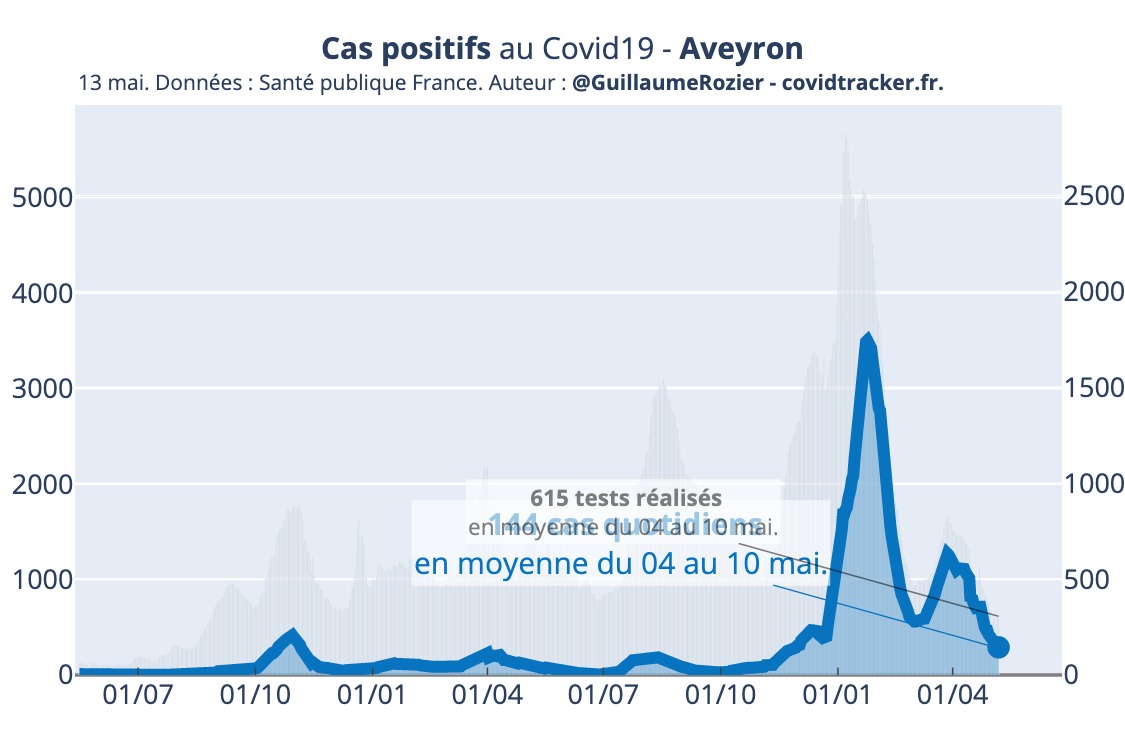 Cas positifs au Covid19 - Aveyron
13 mai. Données : Santé publique France. Auteur : @GuillaumeRozier - covidtracker.fr.
5000
4000
3000
2000
1000
0
2500
2000
1500
1000
500
0
615 tests réalisés
en moyenne du 04 au 10 mai.
144 cas quotidiens
en moyenne du 04 au 10 mai.
01/07 01/10 01/01 01/04 01/07 01/10 01/01 01/04